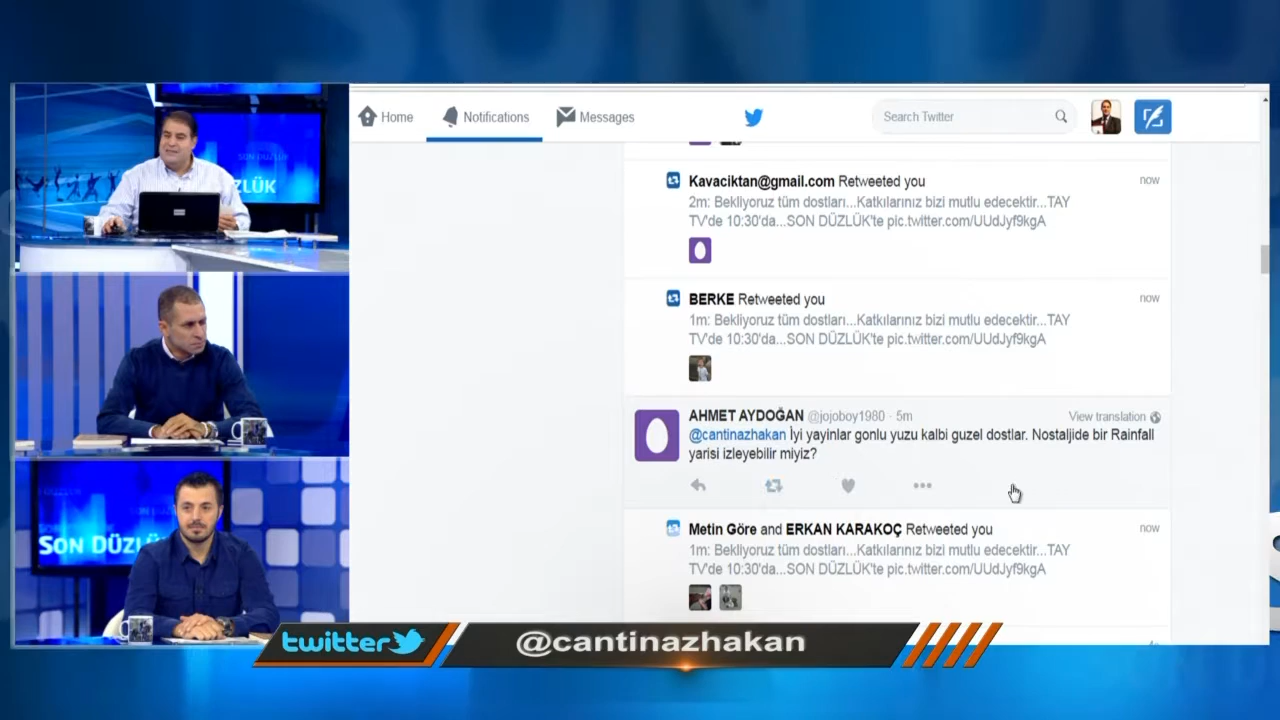 SON DÜ
Home
Notifications
Messages
Search Twitter
SON DÜZLÜK
ZLÜK
Kavaciktan@gmail.com Retweeted you
now
2m: Bekliyoruz tüm dostları...Katkılarınız bizi mutlu edecektir...TAY
TV'de 10:30'da...SON DÜZLÜK'te pic.twitter.com/UUdJyf9kgA
BERKE Retweeted you
now
1m: Bekliyoruz tüm dostları...Katkılarınız bizi mutlu edecektir...TAY
TV'de 10:30'da...SON DÜZLÜK'te pic.twitter.com/UUdJyf9kgA
AHMET AYDOĞAN @jojoboy1980 · 5m
View translation
@cantinazhakan İyi yayinlar gonlu yuzu kalbi guzel dostlar. Nostaljide bir Rainfall
yarisi izleyebilir miyiz?
SON DÜZL
Metin Göre and ERKAN KARAKOÇ Retweeted you
now
1m: Bekliyoruz tüm dostları...Katkılarınız bizi mutlu edecektir...TAY
TV'de 10:30'da...SON DÜZLÜK'te pic.twitter.com/UUdJyf9kgA
twitter
@cantinazhakan